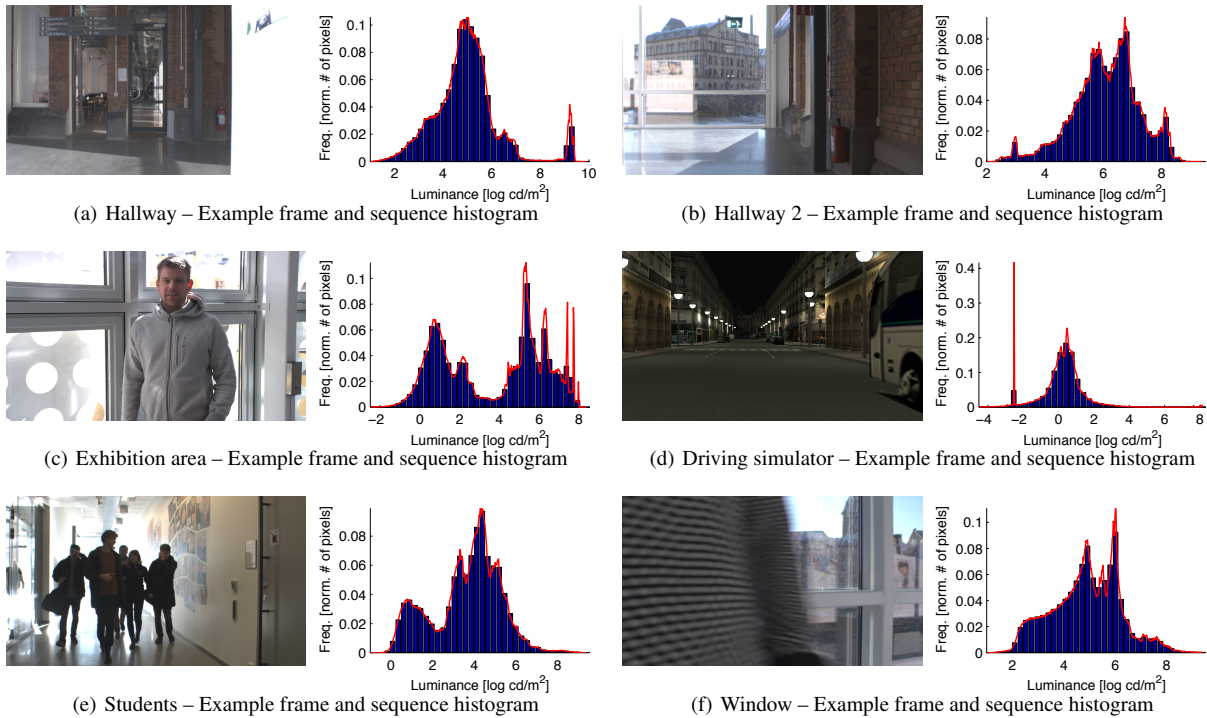 Freq. [norm. # of pixels]
0.1
0.08
0.06
0.04
0.02
0
2 4 6 8 10
Luminance [log cd/m2]
(a) Hallway – Example frame and sequence histogram
Freq. [norm. # of pixels]
0.1
0.08
0.06
0.04
0.02
0
2 4 6 8
Luminance [log cd/m2]
(b) Hallway 2 – Example frame and sequence histogram
Freq. [norm. # of pixels]
0.1
0.08
0.06
0.04
0.02
0
−2 0 2 4 6 8
Luminance [log cd/m2]
(c) Exhibition area – Example frame and sequence histogram
Freq. [norm. # of pixels]
0.4
0.3
0.2
0.1
0
−4 −2 0 2 4 6 8
Luminance [log cd/m2]
(d) Driving simulator – Example frame and sequence histogram
Freq. [norm. # of pixels]
0.08
0.06
0.04
0.02
0
0 2 4 6 8
Luminance [log cd/m2]
(e) Students – Example frame and sequence histogram
Freq. [norm. # of pixels]
0.1
0.08
0.06
0.04
0.02
0
2 4 6 8
Luminance [log cd/m2]
(f) Window – Example frame and sequence histogram